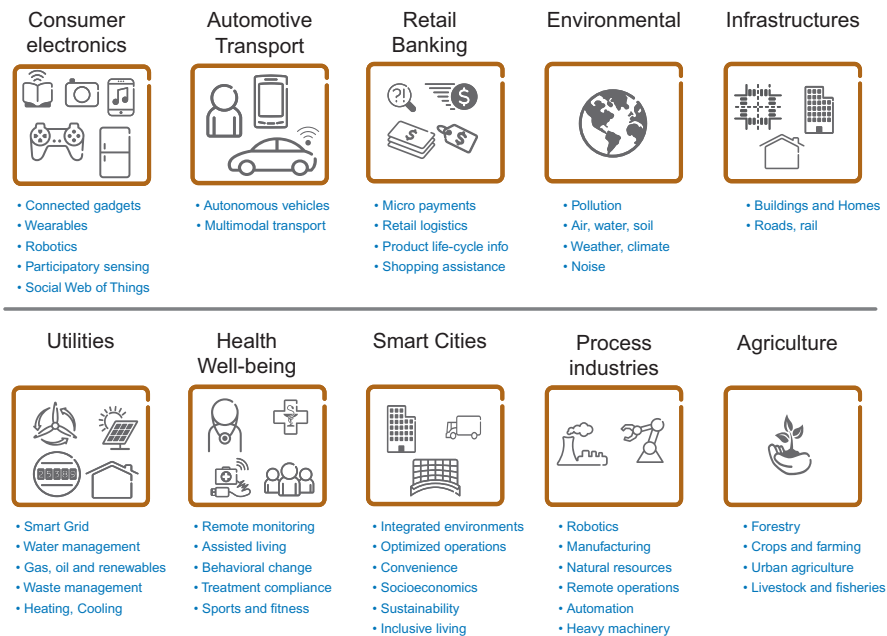 Consumer
electronics
• Connected gadgets
• Wearables
• Robotics
• Participatory sensing
• Social Web of Things
Automotive
Transport
• Autonomous vehicles
• Multimodal transport
Retail
Banking
?!
$
$
$
• Micro payments
• Retail logistics
• Product life-cycle info
• Shopping assistance
Environmental
• Pollution
• Air, water, soil
• Weather, climate
• Noise
Infrastructures
• Buildings and Homes
• Roads, rail
Utilities
• Smart Grid
• Water management
• Gas, oil and renewables
• Waste management
• Heating, Cooling
Health
Well-being
• Remote monitoring
• Assisted living
• Behavioral change
• Treatment compliance
• Sports and fitness
Smart Cities
• Integrated environments
• Optimized operations
• Convenience
• Socioeconomics
• Sustainability
• Inclusive living
Process
industries
• Robotics
• Manufacturing
• Natural resources
• Remote operations
• Automation
• Heavy machinery
Agriculture
• Forestry
• Crops and farming
• Urban agriculture
• Livestock and fisheries